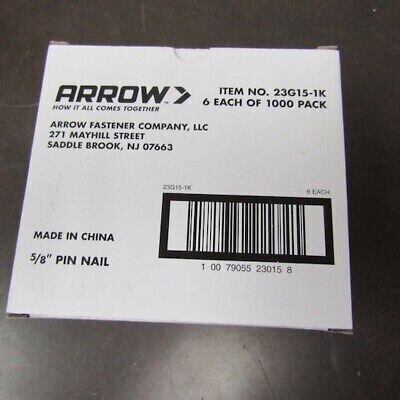 ARROW
HOW IT ALL COMES TOGETHER™
ITEM NO. 23G15-1K
6 EACH OF 1000 PACK
ARROW FASTENER COMPANY, LLC
271 MAYHILL STREET
SADDLE BROOK, NJ 07663
23G15-1K 6 EACH
1 00 79055 23015 8
MADE IN CHINA
5/8" PIN NAIL